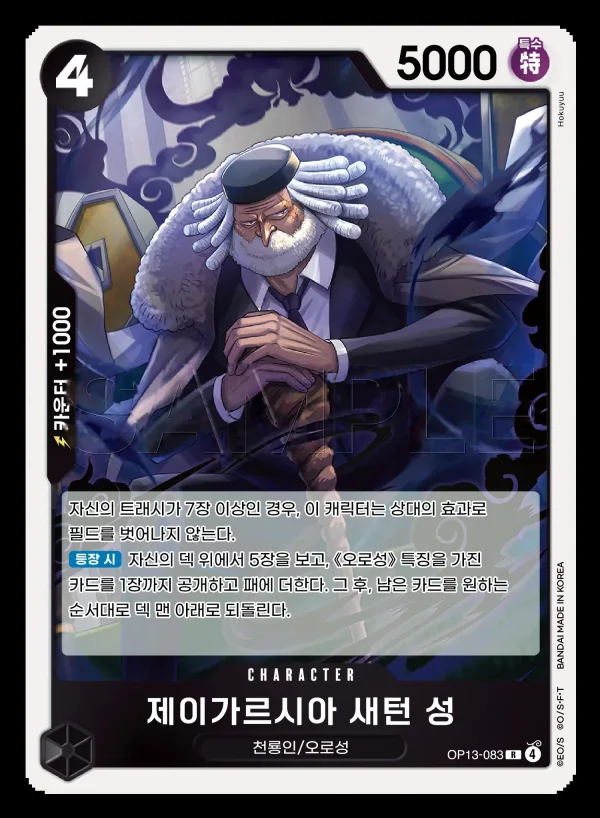 4
5000
특수
特
Hokuyuu
카운터 +1000
SAMPLE
자신의 트래시가 7장 이상인 경우, 이 캐릭터는 상대의 효과로
필드를 벗어나지 않는다.
등장 시 자신의 덱 위에서 5장을 보고, 《오로성》 특징을 가진
카드를 1장까지 공개하고 패에 더한다. 그 후, 남은 카드를 원하는
순서대로 덱 맨 아래로 되돌린다.
CHARACTER
제이가르시아 새턴 성
천룡인/오로성
OP13-083 R 4
©E.O/S ©O/S·F·T BANDAI MADE IN KOREA